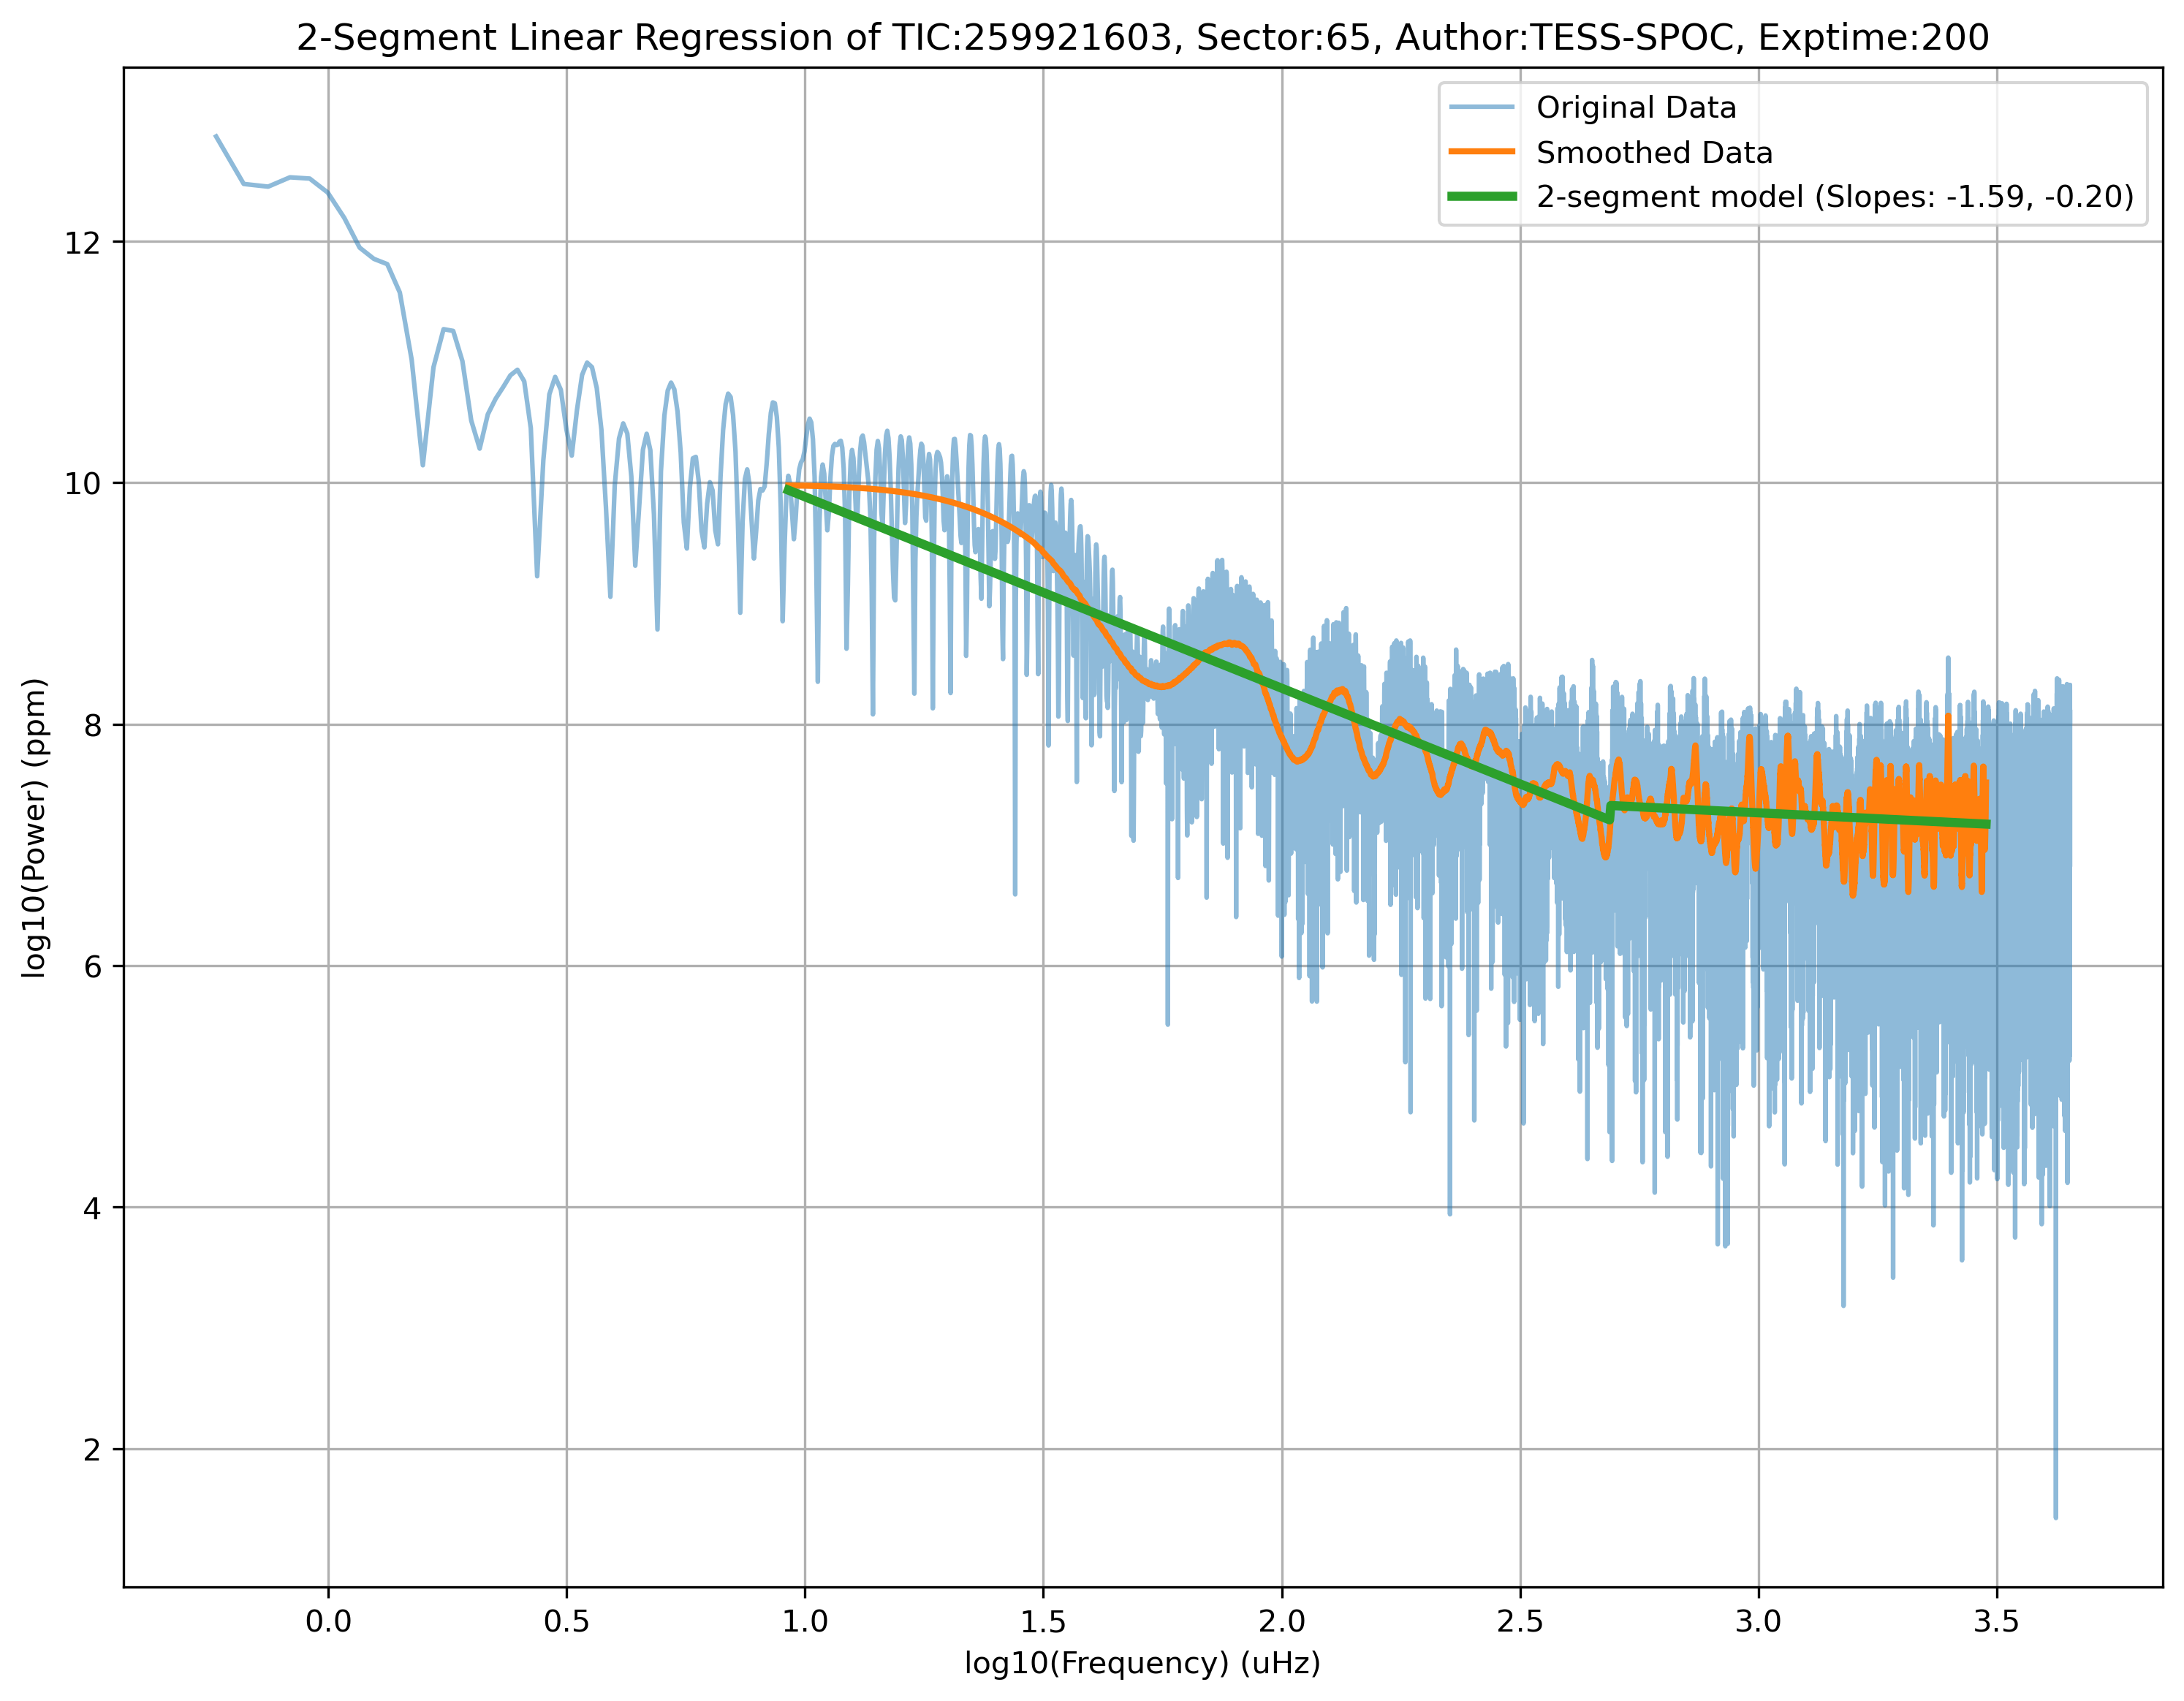 2-Segment Linear Regression of TIC:259921603, Sector:65, Author:TESS-SPOC, Exptime:200
Original Data
Smoothed Data
2-segment model (Slopes: -1.59, -0.20)
log10(Power) (ppm)
12
10
8
6
4
2
0.0 0.5 1.0 1.5 2.0 2.5 3.0 3.5
log10(Frequency) (uHz)